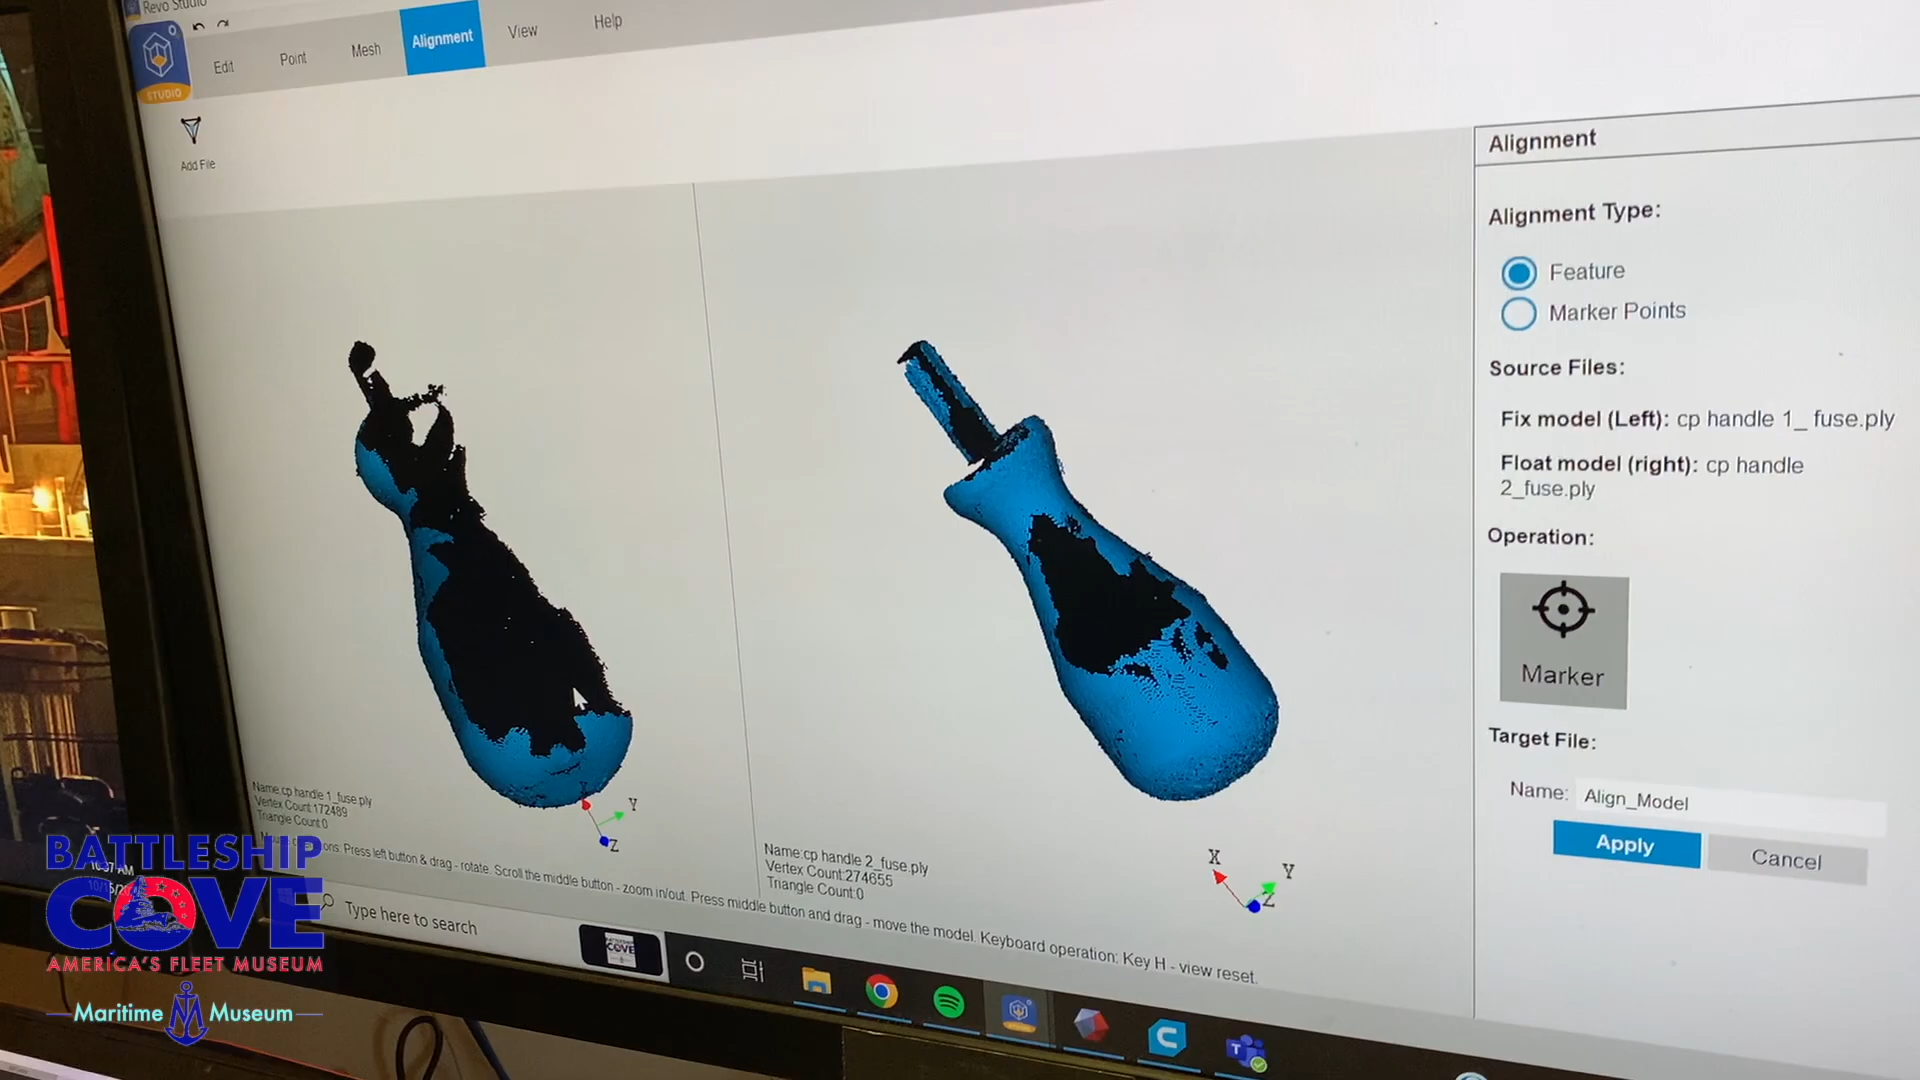 Revo Studio
STUDIO
Edit
Point
Mesh
Alignment
View
Help
Add File
Alignment
Alignment Type:
Feature
Marker Points
Source Files:
Fix model (Left): cp handle 1_ fuse.ply
Float model (right): cp handle
2_fuse.ply
Operation:
Marker
Target File:
Name: Align_Model
Apply
Cancel
Name:cp handle 1_fuse.ply
Vertex Count:172489
Triangle Count:0
X
Y
Z
Name:cp handle 2_fuse.ply
Vertex Count:274655
Triangle Count:0
X
Y
Z
Press left button & drag - rotate. Scroll the middle button - zoom in/out. Press middle button and drag - move the model. Keyboard operation: Key H - view reset.
Type here to search
BATTLESHIP
COVE
AMERICA'S FLEET MUSEUM
Maritime Museum